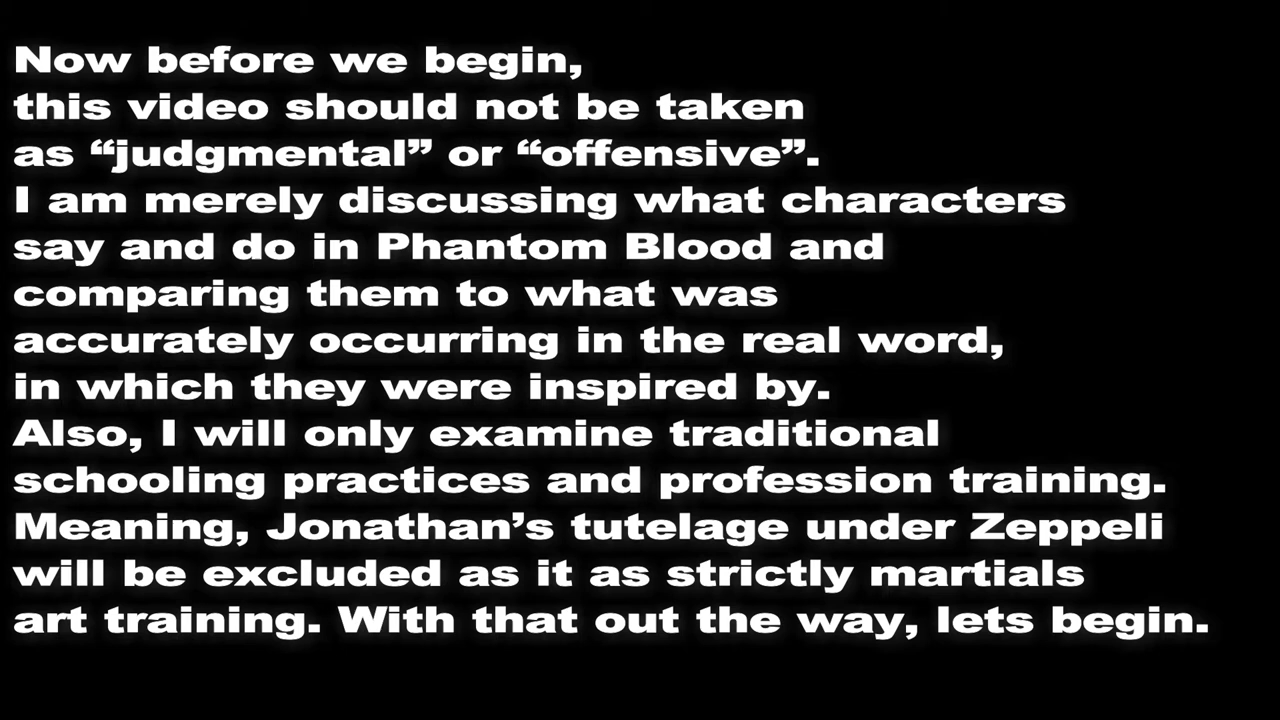 Now before we begin,
this video should not be taken
as “judgmental” or “offensive”.
I am merely discussing what characters
say and do in Phantom Blood and
comparing them to what was
accurately occurring in the real word,
in which they were inspired by.
Also, I will only examine traditional
schooling practices and profession training.
Meaning, Jonathan’s tutelage under Zeppeli
will be excluded as it as strictly martials
art training. With that out the way, lets begin.